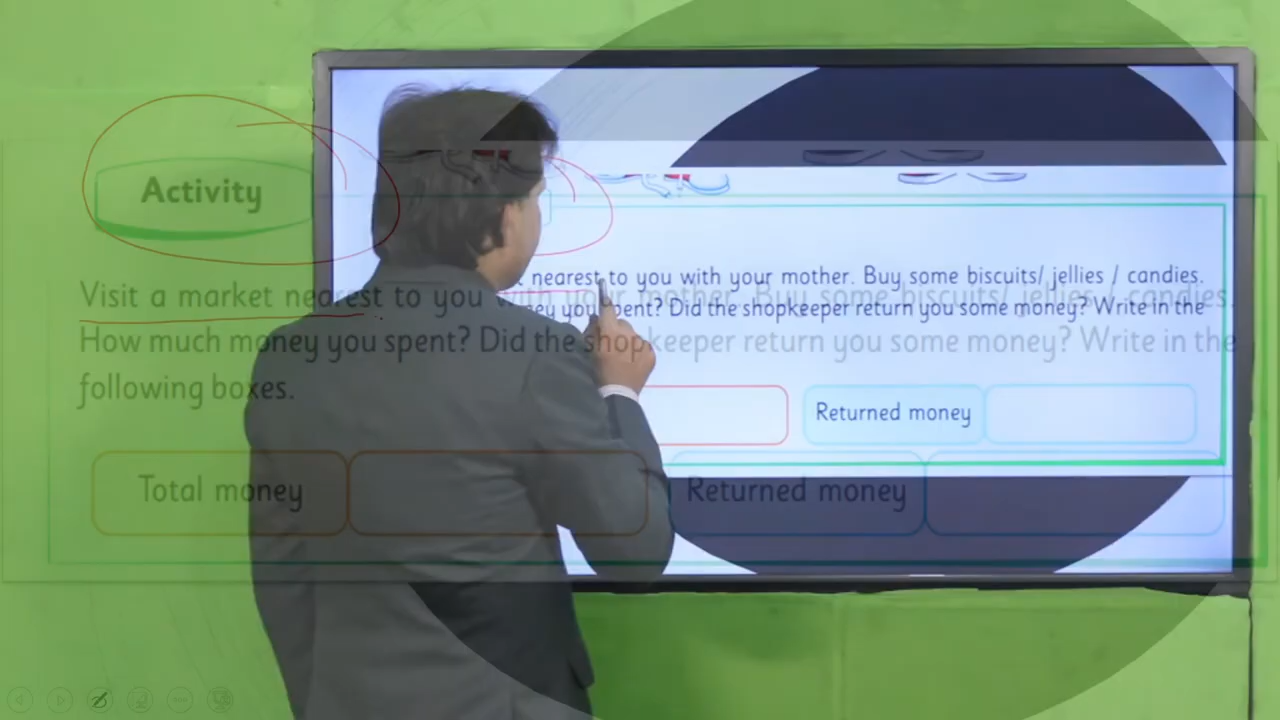 Activity
Visit a market nearest to you with your mother. Buy some biscuits/ jellies / candies.
How much money you spent? Did the shopkeeper return you some money? Write in the
following boxes.
Total money
Returned money
nearest to you with your mother. Buy some biscuits/ jellies / candies.
you spent? Did the shopkeeper return you some money? Write in the
Returned money